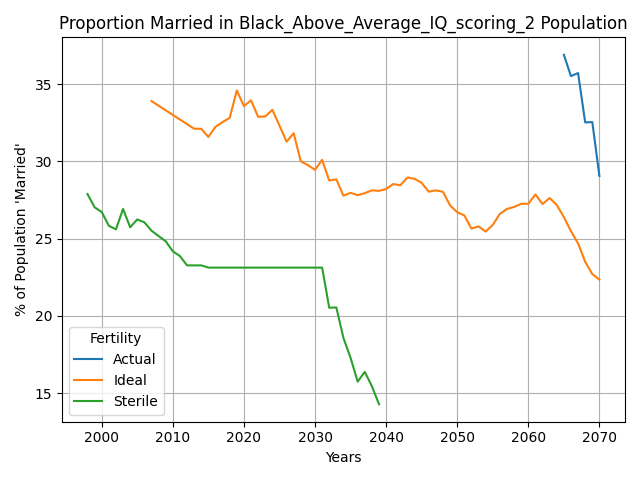 Proportion Married in Black_Above_Average_IQ_scoring_2 Population
% of Population 'Married'
35
30
25
20
15
Fertility
Actual
Ideal
Sterile
2000 2010 2020 2030 2040 2050 2060 2070
Years